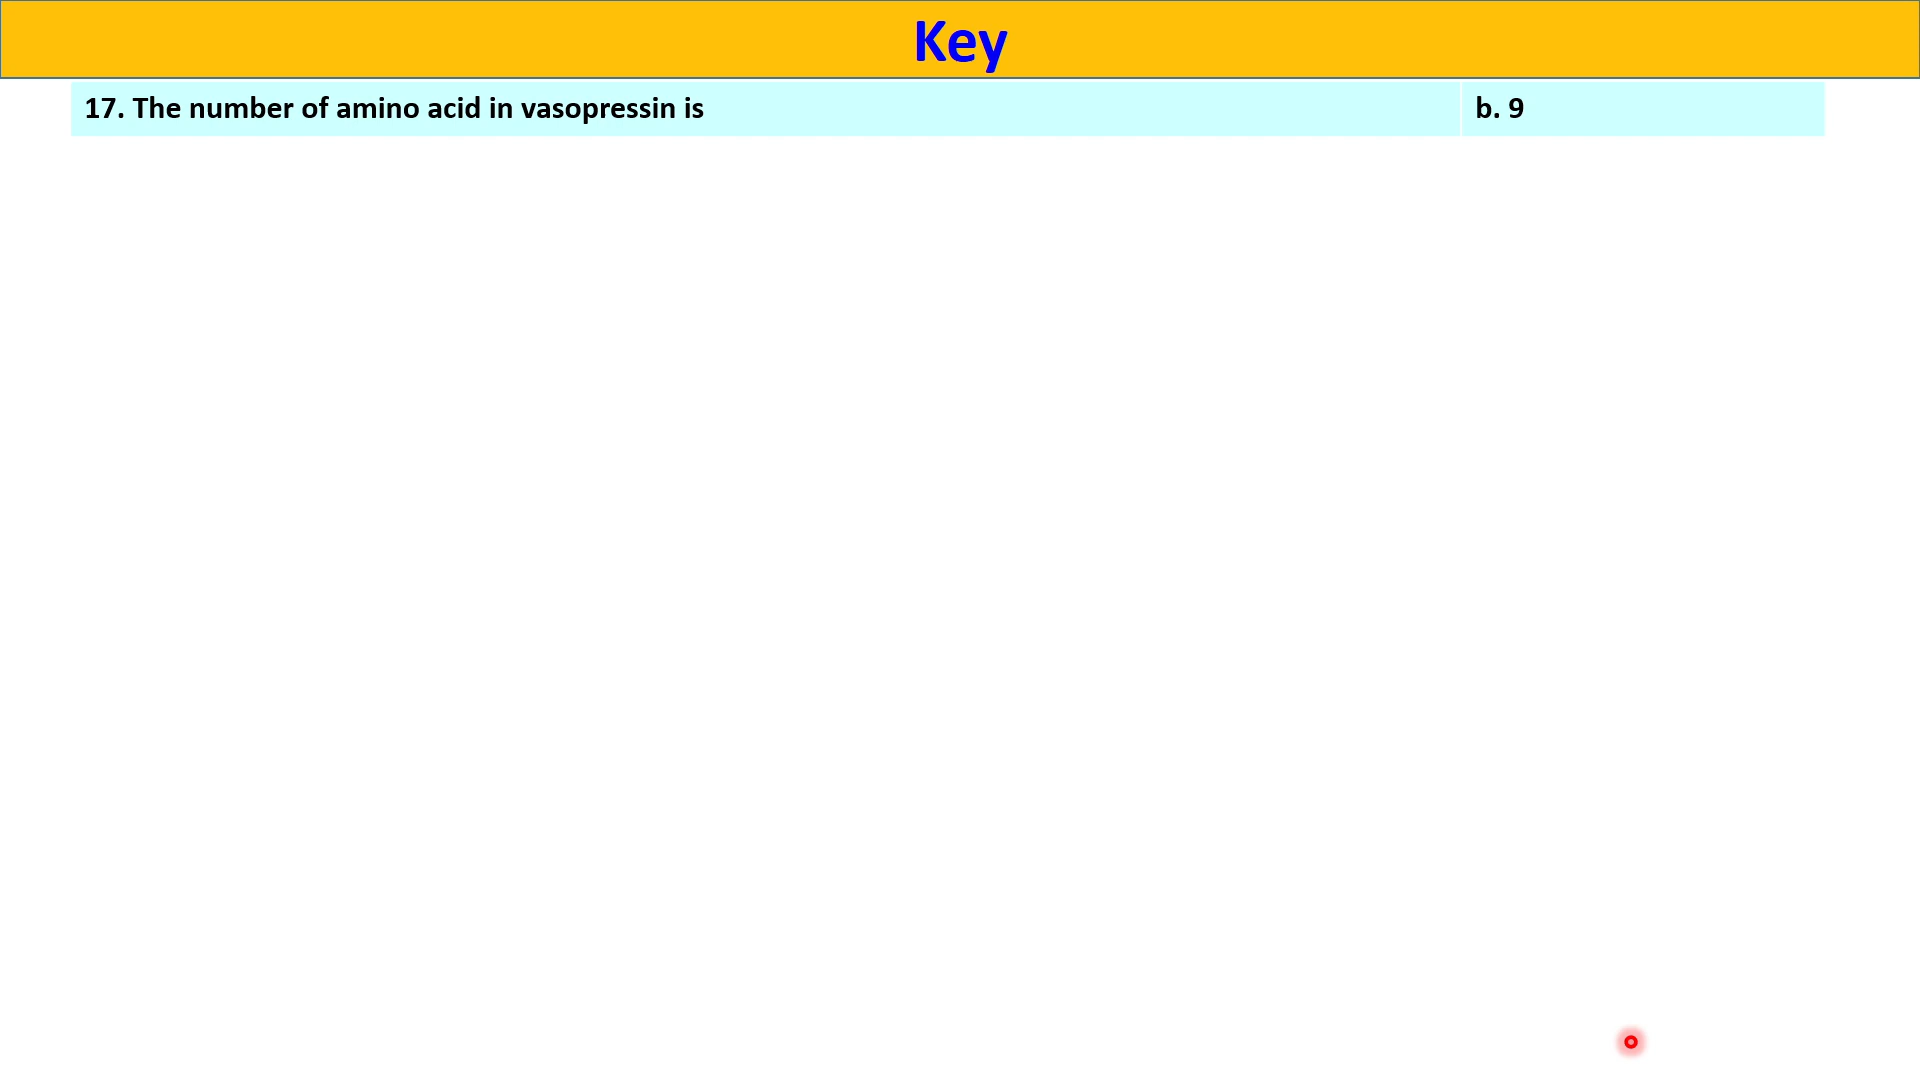 Key
17. The number of amino acid in vasopressin is b. 9